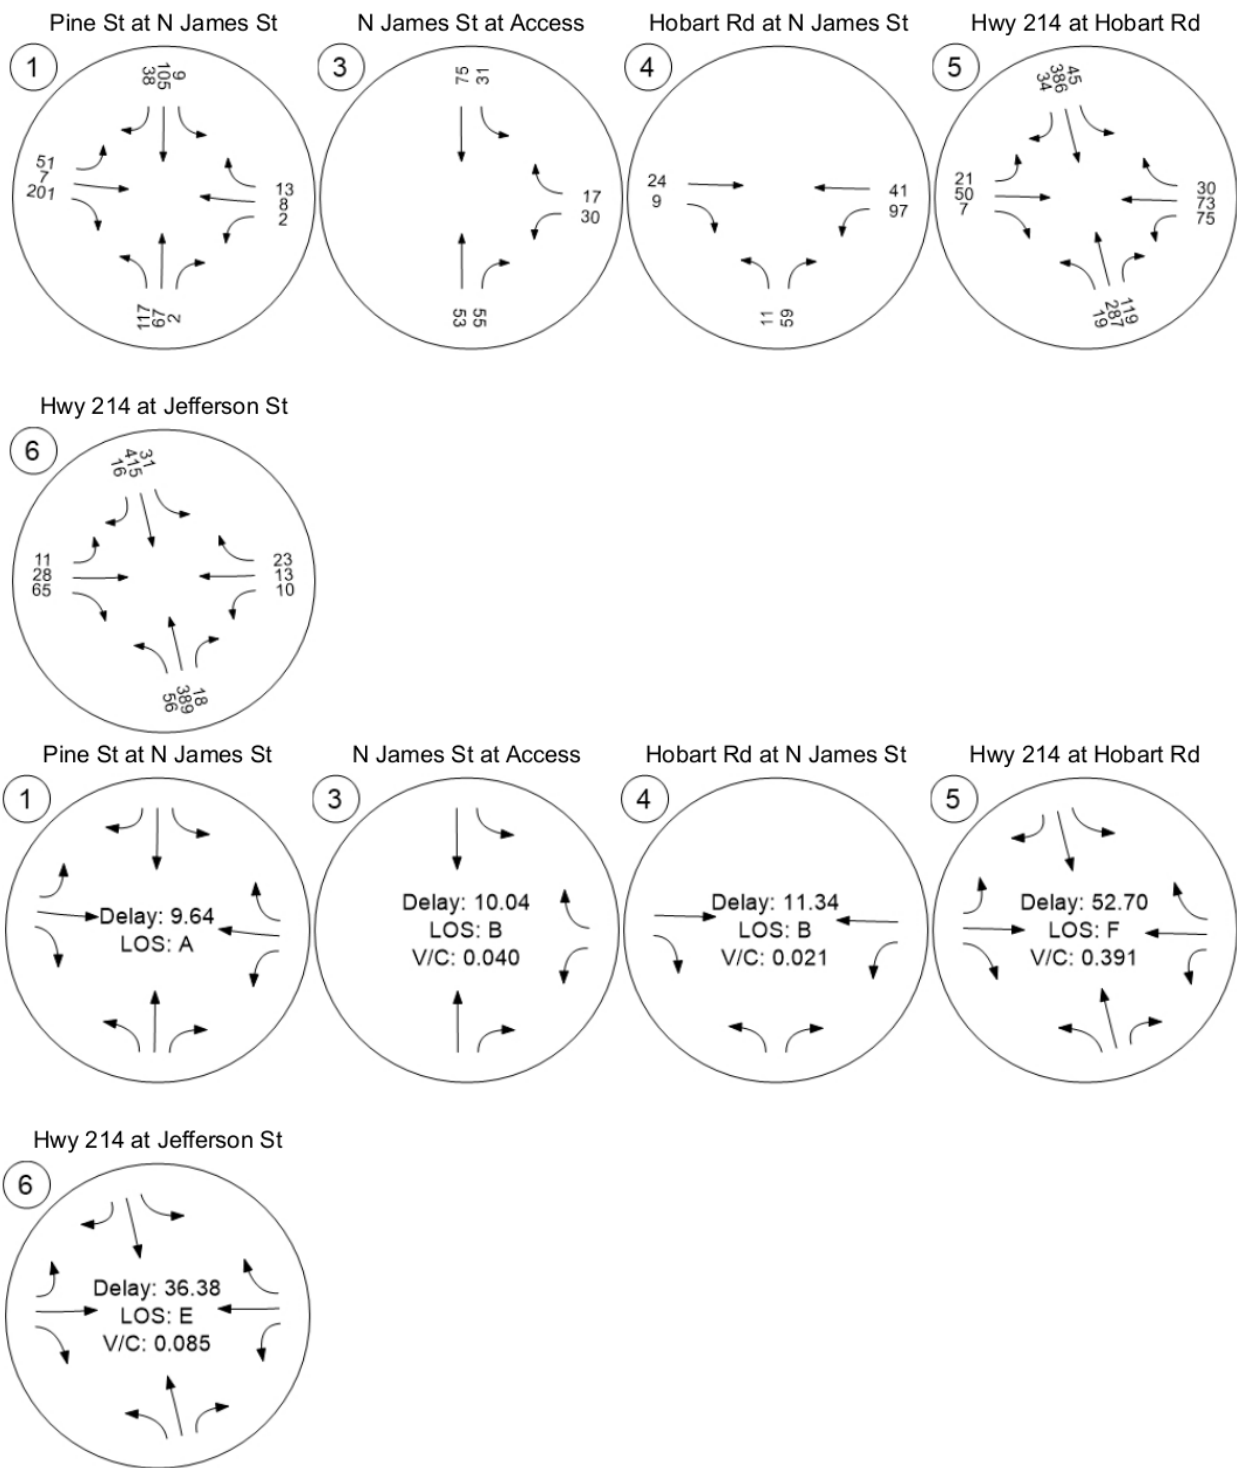 Pine St at N James St
N James St at Access
Hobart Rd at N James St
Hwy 214 at Hobart Rd
1
38
105
9
51
7
201
13
8
2
117
67
2
3
75
31
17
30
53
55
4
24
9
41
97
11
59
5
34
386
45
21
50
7
30
73
75
19
287
119
Hwy 214 at Jefferson St
6
16
415
31
11
28
65
23
13
10
56
389
18
Pine St at N James St
N James St at Access
Hobart Rd at N James St
Hwy 214 at Hobart Rd
1
Delay: 9.64
LOS: A
3
Delay: 10.04
LOS: B
V/C: 0.040
4
Delay: 11.34
LOS: B
V/C: 0.021
5
Delay: 52.70
LOS: F
V/C: 0.391
Hwy 214 at Jefferson St
6
Delay: 36.38
LOS: E
V/C: 0.085